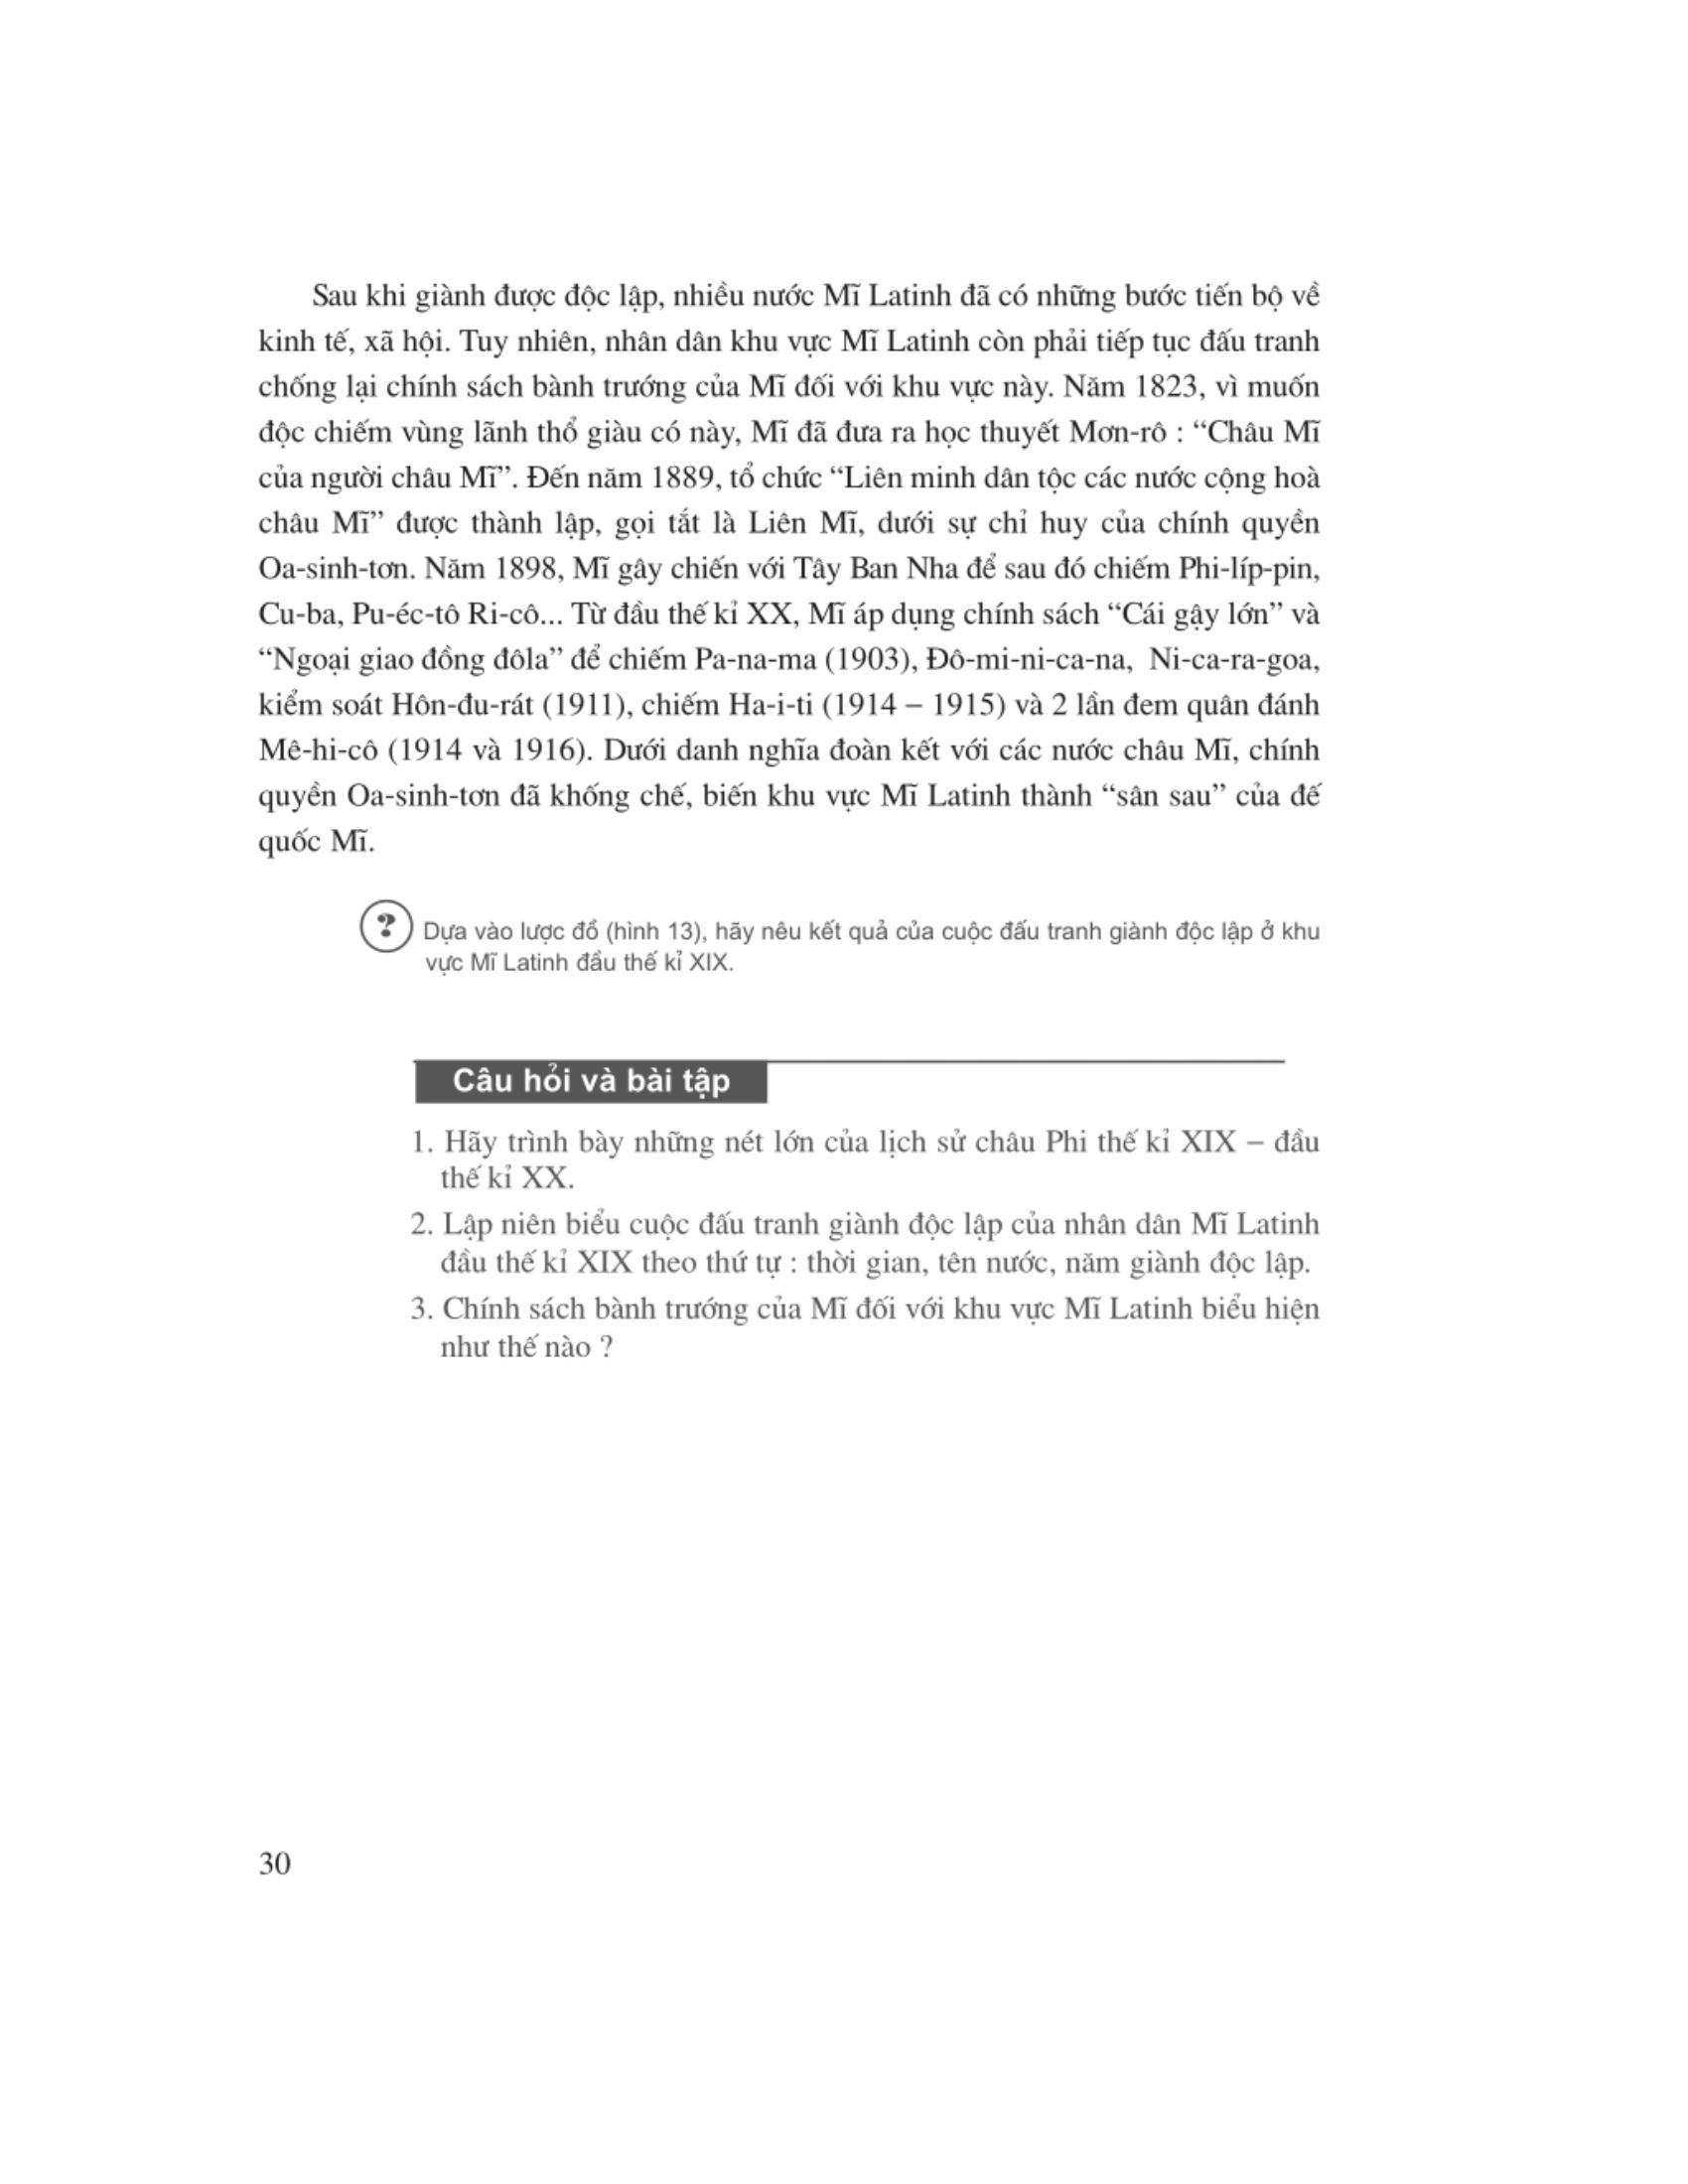 Sau khi giành được độc lập, nhiều nước Mĩ Latinh đã có những bước tiến bộ về
kinh tế, xã hội. Tuy nhiên, nhân dân khu vực Mĩ Latinh còn phải tiếp tục đấu tranh
chống lại chính sách bành trướng của Mĩ đối với khu vực này. Năm 1823, vì muốn
độc chiếm vùng lãnh thổ giàu có này, Mĩ đã đưa ra học thuyết Mơn-rô : “Châu Mĩ
của người châu Mĩ”. Đến năm 1889, tổ chức “Liên minh dân tộc các nước cộng hoà
châu Mĩ” được thành lập, gọi tắt là Liên Mĩ, dưới sự chỉ huy của chính quyền
Oa-sinh-tơn. Năm 1898, Mĩ gây chiến với Tây Ban Nha để sau đó chiếm Phi-líp-pin,
Cu-ba, Pu-éc-tô Ri-cô... Từ đầu thế kỉ XX, Mĩ áp dụng chính sách “Cái gậy lớn” và
“Ngoại giao đồng đôla” để chiếm Pa-na-ma (1903), Đô-mi-ni-ca-na, Ni-ca-ra-goa,
kiểm soát Hôn-đu-rát (1911), chiếm Ha-i-ti (1914 – 1915) và 2 lần đem quân đánh
Mê-hi-cô (1914 và 1916). Dưới danh nghĩa đoàn kết với các nước châu Mĩ, chính
quyền Oa-sinh-tơn đã khống chế, biến khu vực Mĩ Latinh thành “sân sau” của đế
quốc Mĩ.
? Dựa vào lược đồ (hình 13), hãy nêu kết quả của cuộc đấu tranh giành độc lập ở khu
vực Mĩ Latinh đầu thế kỉ XIX.
Câu hỏi và bài tập
1. Hãy trình bày những nét lớn của lịch sử châu Phi thế kỉ XIX – đầu
thế kỉ XX.
2. Lập niên biểu cuộc đấu tranh giành độc lập của nhân dân Mĩ Latinh
đầu thế kỉ XIX theo thứ tự : thời gian, tên nước, năm giành độc lập.
3. Chính sách bành trướng của Mĩ đối với khu vực Mĩ Latinh biểu hiện
như thế nào ?
30